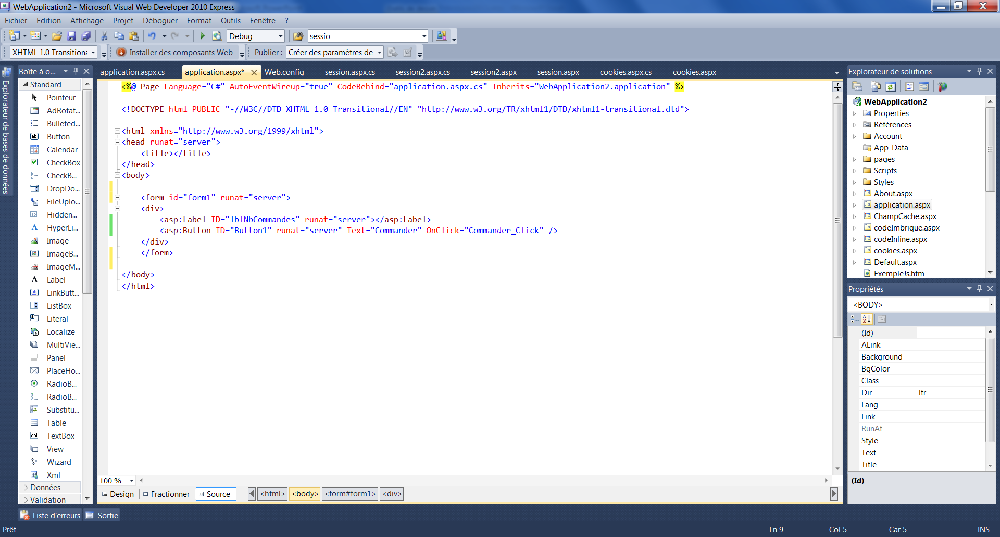 WebApplication2 - Microsoft Visual Web Developer 2010 Express
Fichier Edition Affichage Projet Déboguer Format Outils Fenêtre ?
Debug sessio
XHTML 1.0 Transitiona Installer des composants Web Publier : Créer des paramètres de
Explorateur de bases de données
Boîte à o...
Standard
Pointeur
AdRotat...
Bulleted...
Button
Calendar
CheckBox
CheckB...
DropDo...
FileUplo...
Hidden...
HyperLi...
Image
ImageB...
ImageM...
Label
LinkButt...
ListBox
Literal
Localize
MultiVie...
Panel
PlaceHo...
RadioB...
RadioB...
Substitu...
Table
TextBox
View
Wizard
Xml
Données
Validation
application.aspx.cs application.aspx* Web.config session.aspx.cs session2.aspx.cs session2.aspx session.aspx cookies.aspx.cs cookies.aspx
<%@ Page Language="C#" AutoEventWireup="true" CodeBehind="application.aspx.cs" Inherits="WebApplication2.application" %>
<!DOCTYPE html PUBLIC "-//W3C//DTD XHTML 1.0 Transitional//EN" "http://www.w3.org/TR/xhtml1/DTD/xhtml1-transitional.dtd">
<html xmlns="http://www.w3.org/1999/xhtml">
<head runat="server">
<title></title>
</head>
<body>
<form id="form1" runat="server">
<div>
<asp:Label ID="lblNbCommandes" runat="server"></asp:Label>
<asp:Button ID="Button1" runat="server" Text="Commander" OnClick="Commander_Click" />
</div>
</form>
</body>
</html>
100 %
Design Fractionner Source <html> <body> <form#form1> <div>
Explorateur de solutions
WebApplication2
Properties
Références
Account
App_Data
pages
Scripts
Styles
About.aspx
application.aspx
ChampCache.aspx
codeImbrique.aspx
codeInline.aspx
cookies.aspx
Default.aspx
ExempleJs.htm
Propriétés
<BODY>
(Id)
ALink
Background
BgColor
Class
Dir ltr
Lang
Link
RunAt
Style
Text
Title
(Id)
Liste d'erreurs Sortie
Prêt Ln 9 Col 5 Car 5 INS